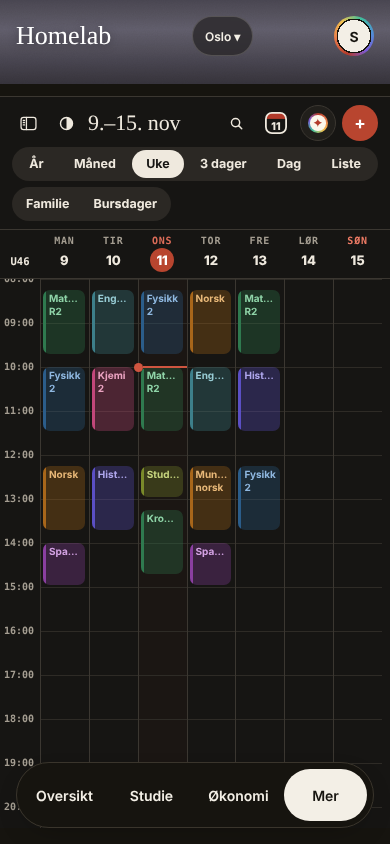 Homelab
Oslo ▾
S
9.–15. nov
11
+
År Måned Uke 3 dager Dag Liste
Familie Bursdager
MAN TIR ONS TOR FRE LØR SØN
U46 9 10 11 12 13 14 15
08:00
Mat... Eng... Fysikk Norsk Mat...
R2 2 R2
09:00
10:00
Fysikk Kjemi Mat... Eng... Hist...
2 2 R2
11:00
12:00
Norsk Hist... Stud... Mun... Fysikk
norsk 2
13:00
Kro...
14:00
Spa... Spa...
15:00
16:00
17:00
18:00
19:00
Oversikt Studie Økonomi Mer
20: